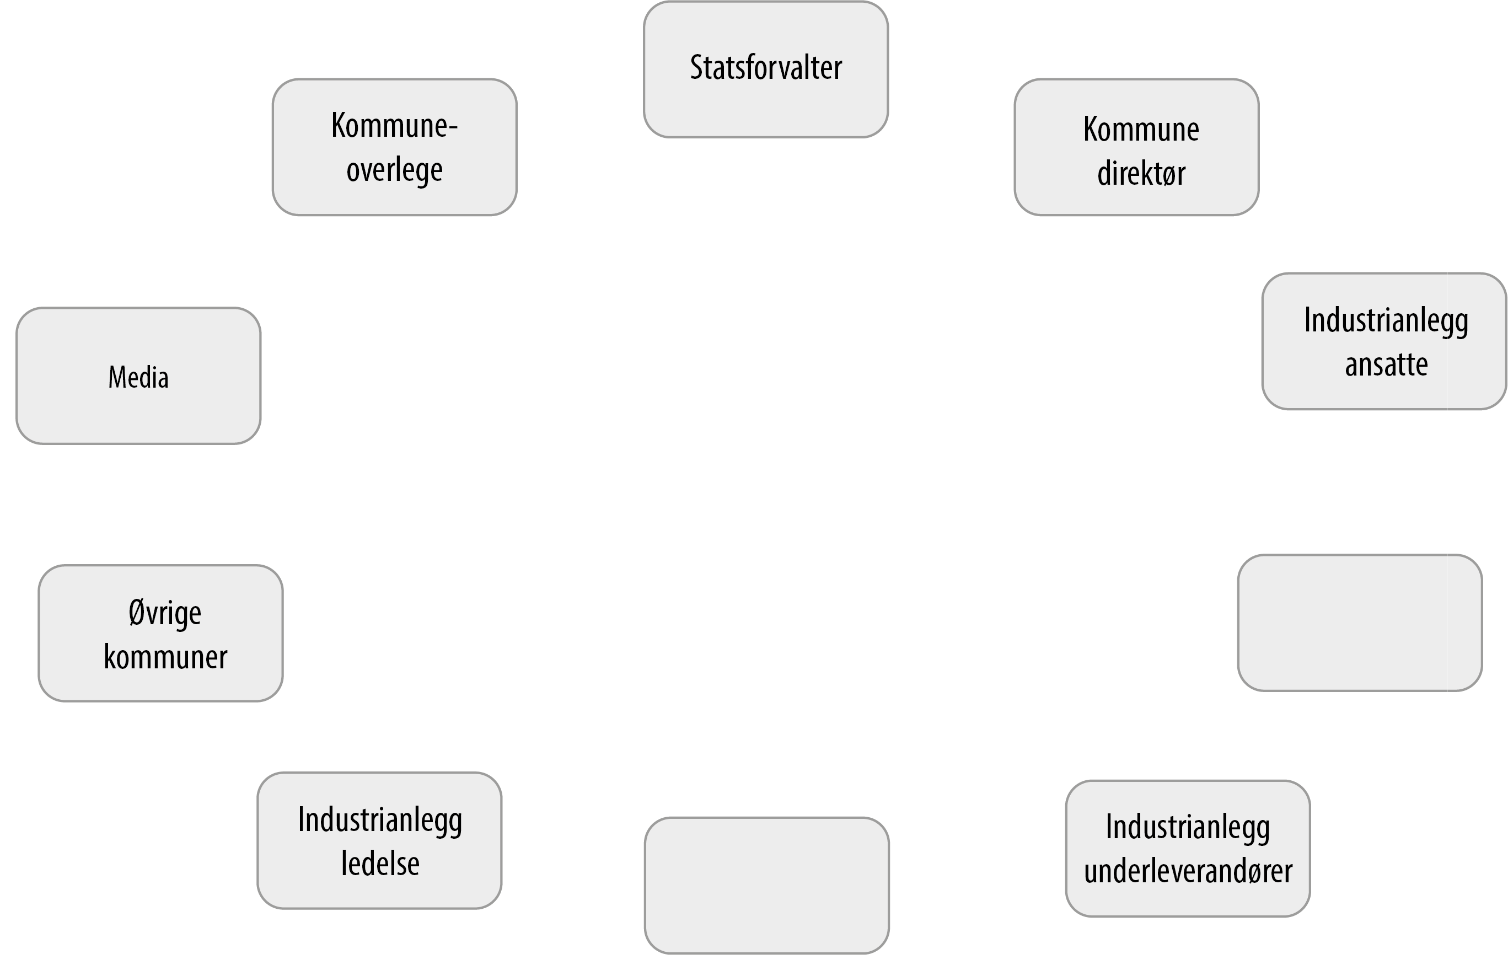 Statsforvalter
Kommune-
overlege
Kommune
direktør
Industrianlegg
ansatte
Media
Øvrige
kommuner
Industrianlegg
ledelse
Industrianlegg
underleverandører